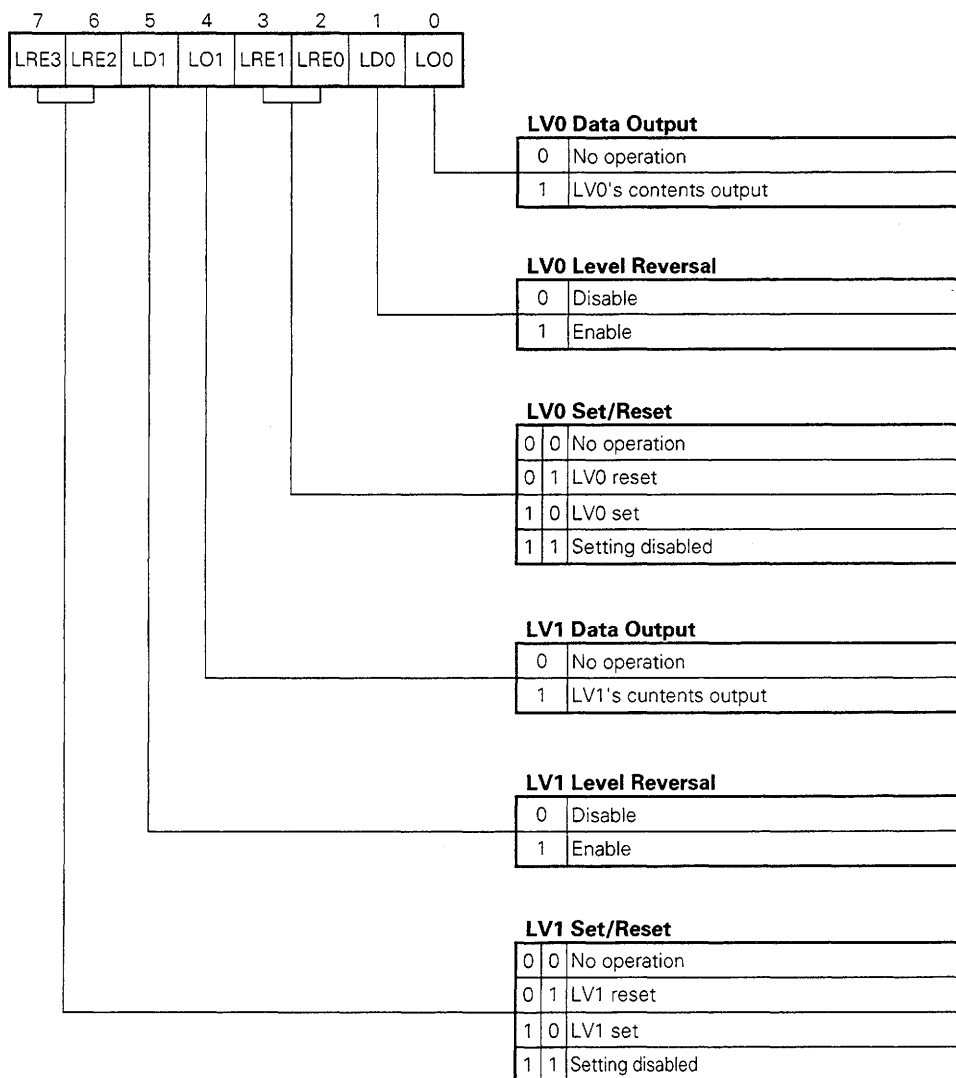 7 6 5 4 3 2 1 0
LRE3 LRE2 LD1 LO1 LRE1 LRE0 LD0 LO0
LV0 Data Output
0 No operation
1 LV0's contents output
LV0 Level Reversal
0 Disable
1 Enable
LV0 Set/Reset
0 0 No operation
0 1 LV0 reset
1 0 LV0 set
1 1 Setting disabled
LV1 Data Output
0 No operation
1 LV1's cuntents output
LV1 Level Reversal
0 Disable
1 Enable
LV1 Set/Reset
0 0 No operation
0 1 LV1 reset
1 0 LV1 set
1 1 Setting disabled